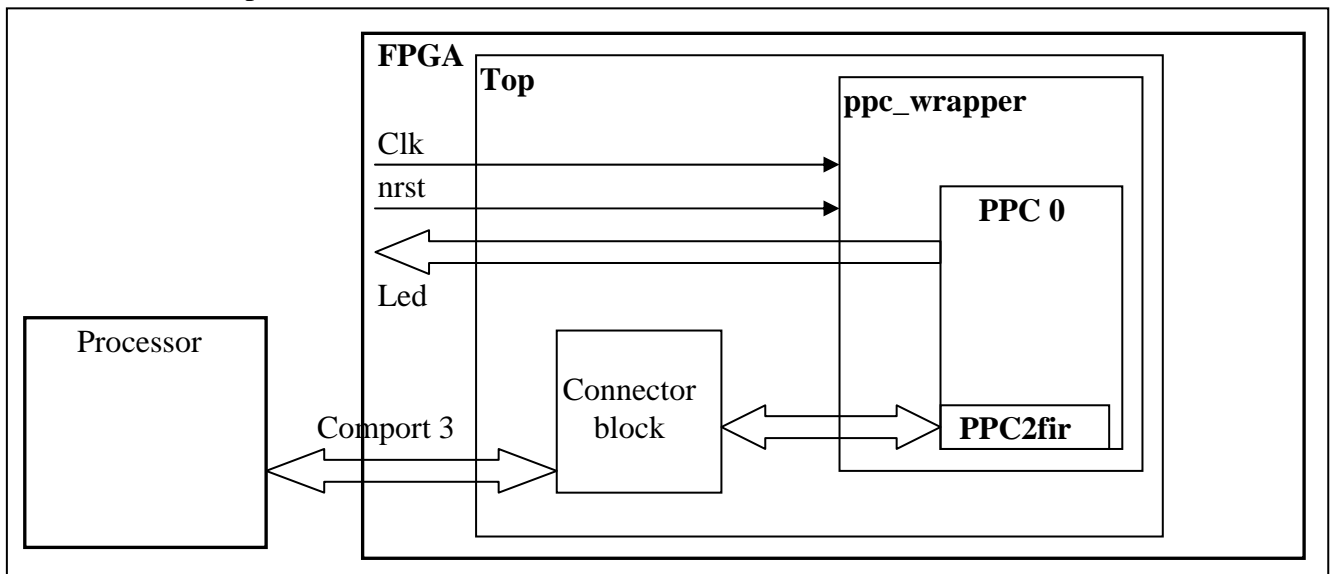 FPGA
Top
ppc_wrapper
Clk
nrst
PPC 0
Led
Processor
Connector
block
Comport 3
PPC2fir